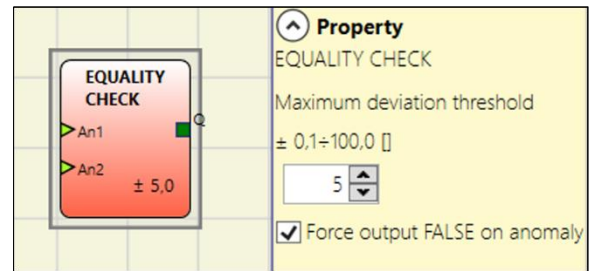 EQUALITY
CHECK
An1
Q
An2
± 5,0
Property
EQUALITY CHECK
Maximum deviation threshold
± 0,1÷100,0 []
5
Force output FALSE on anomaly